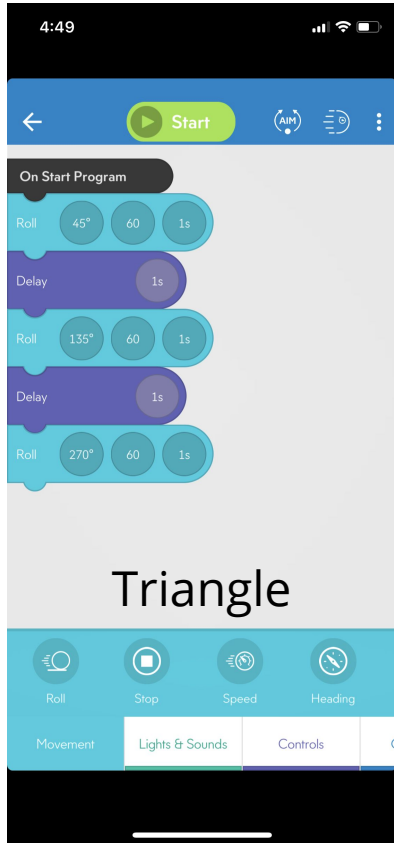 4:49
Start
AIM
On Start Program
Roll 45° 60 1s
Delay 1s
Roll 135° 60 1s
Delay 1s
Roll 270° 60 1s
Triangle
Roll Stop Speed Heading
Movement Lights & Sounds Controls